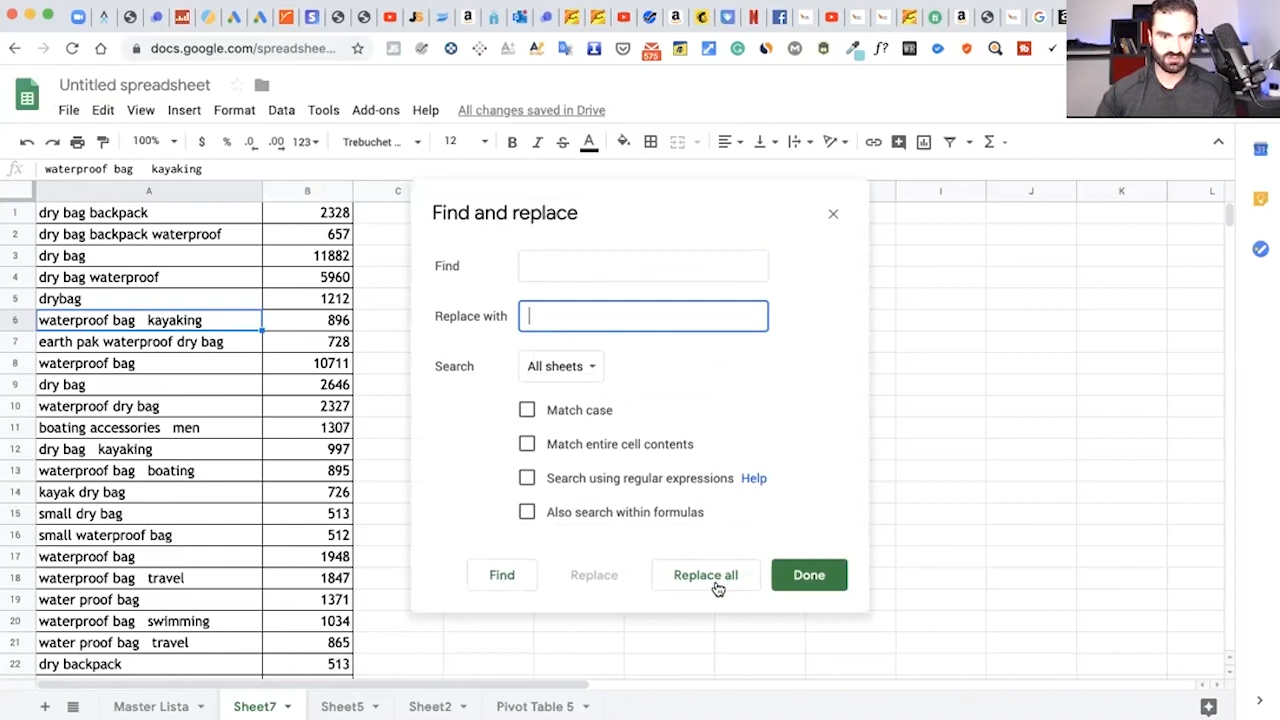 docs.google.com/spreadshee...
575
Untitled spreadsheet
File Edit View Insert Format Data Tools Add-ons Help All changes saved in Drive
100% $ % .0 .00 123 Trebuchet ... 12 B I S A
fx waterproof bag kayaking
A B C I J K L
1 dry bag backpack 2328
2 dry bag backpack waterproof 657
3 dry bag 11882
4 dry bag waterproof 5960
5 drybag 1212
6 waterproof bag kayaking 896
7 earth pak waterproof dry bag 728
8 waterproof bag 10711
9 dry bag 2646
10 waterproof dry bag 2327
11 boating accessories men 1307
12 dry bag kayaking 997
13 waterproof bag boating 895
14 kayak dry bag 726
15 small dry bag 513
16 small waterproof bag 512
17 waterproof bag 1948
18 waterproof bag travel 1847
19 water proof bag 1371
20 waterproof bag swimming 1034
21 water proof bag travel 865
22 dry backpack 513
Find and replace
Find
Replace with
Search All sheets
Match case
Match entire cell contents
Search using regular expressions Help
Also search within formulas
Find Replace Replace all Done
Master Lista Sheet7 Sheet5 Sheet2 Pivot Table 5